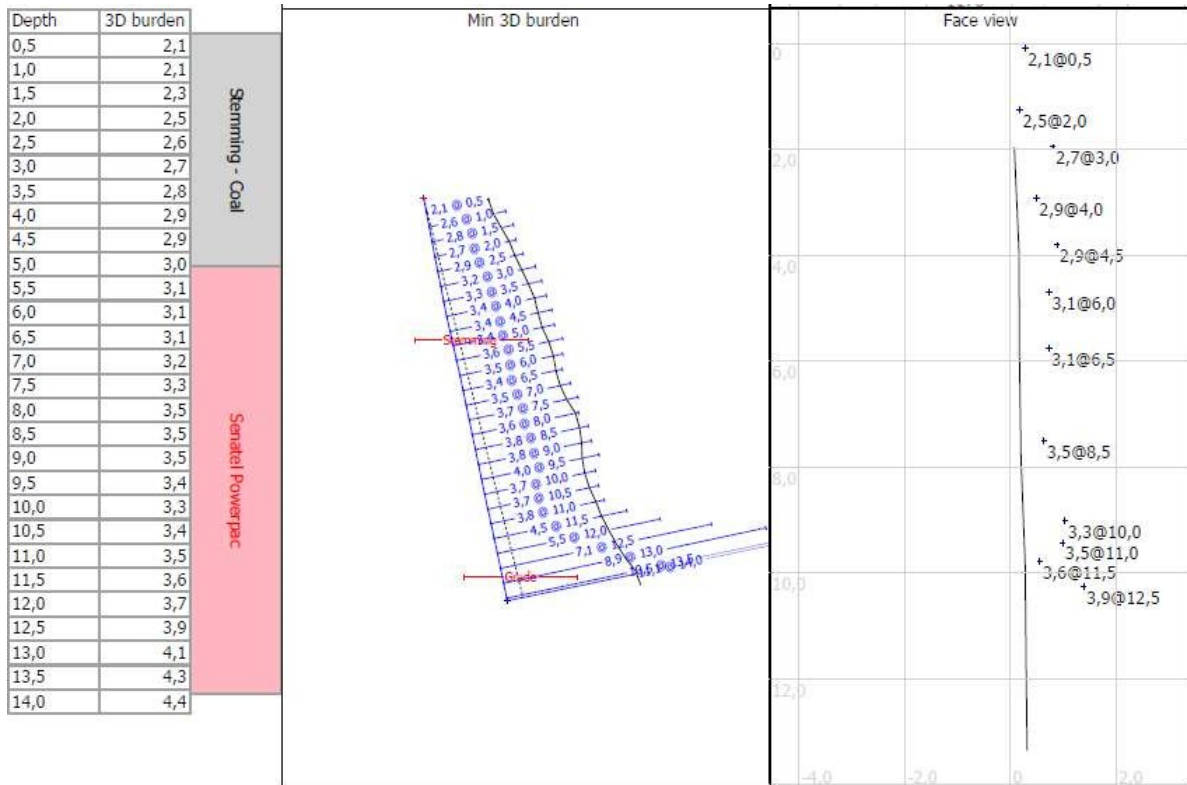 Depth 3D burden
0,5 2,1
1,0 2,1
1,5 2,3
2,0 2,5
2,5 2,6
3,0 2,7
3,5 2,8
4,0 2,9
4,5 2,9
5,0 3,0
5,5 3,1
6,0 3,1
6,5 3,1
7,0 3,2
7,5 3,3
8,0 3,5
8,5 3,5
9,0 3,5
9,5 3,4
10,0 3,3
10,5 3,4
11,0 3,5
11,5 3,6
12,0 3,7
12,5 3,9
13,0 4,1
13,5 4,3
14,0 4,4
Stemming - Coal
Senatel Powerpac
Min 3D burden
2,1 @ 0,5
2,6 @ 1,0
2,8 @ 1,5
2,7 @ 2,0
2,9 @ 2,5
3,2 @ 3,0
3,3 @ 3,5
3,4 @ 4,0
3,4 @ 4,5
3,4 @ 5,0
Stemming
3,6 @ 5,5
3,5 @ 6,0
3,4 @ 6,5
3,5 @ 7,0
3,7 @ 7,5
3,6 @ 8,0
3,8 @ 8,5
3,8 @ 9,0
4,0 @ 9,5
3,7 @ 10,0
3,7 @ 10,5
3,8 @ 11,0
4,5 @ 11,5
5,5 @ 12,0
7,1 @ 12,5
8,9 @ 13,0
Grade
Face view
0
2,1@0,5
2,5@2,0
2,0
2,7@3,0
2,9@4,0
2,9@4,5
4,0
3,1@6,0
3,1@6,5
6,0
3,5@8,5
8,0
3,3@10,0
3,5@11,0
3,6@11,5
10,0
3,9@12,5
12,0
-4,0 -2,0 0 2,0